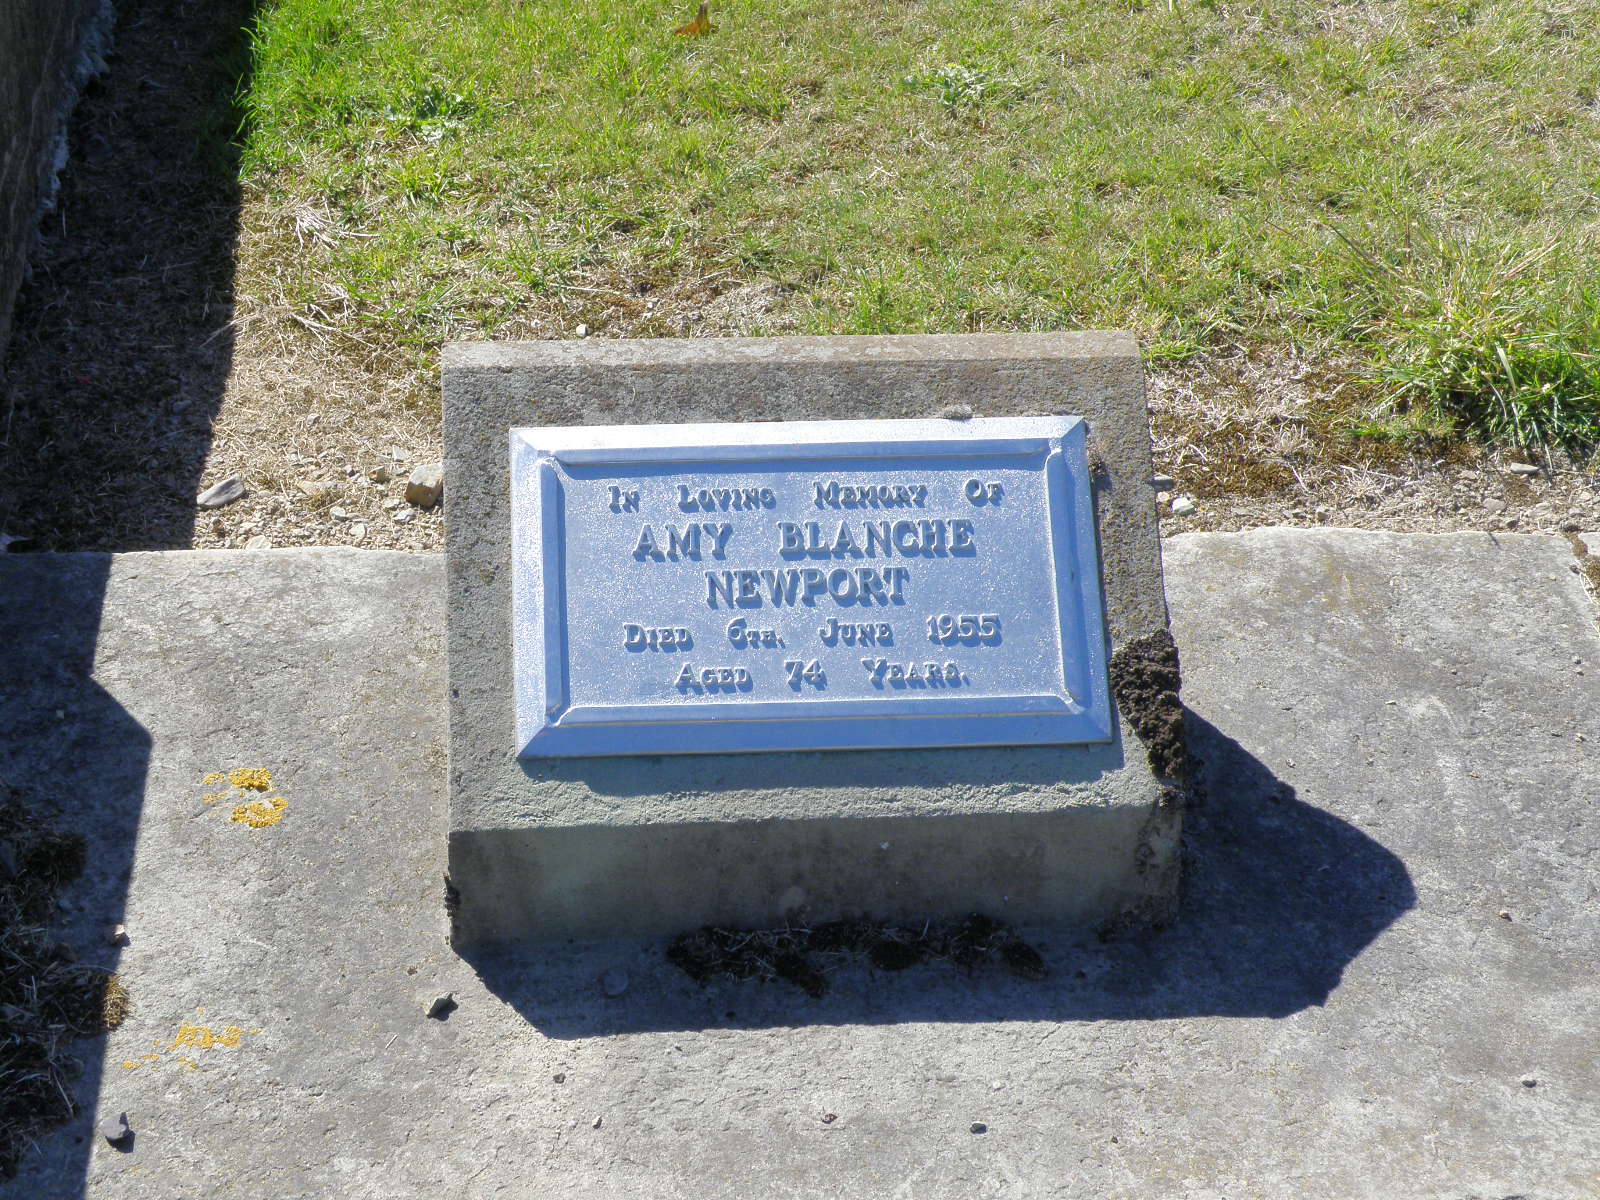 In Loving Memory Of
AMY BLANCHE
NEWPORT
Died 6th. June 1955
Aged 74 Years.